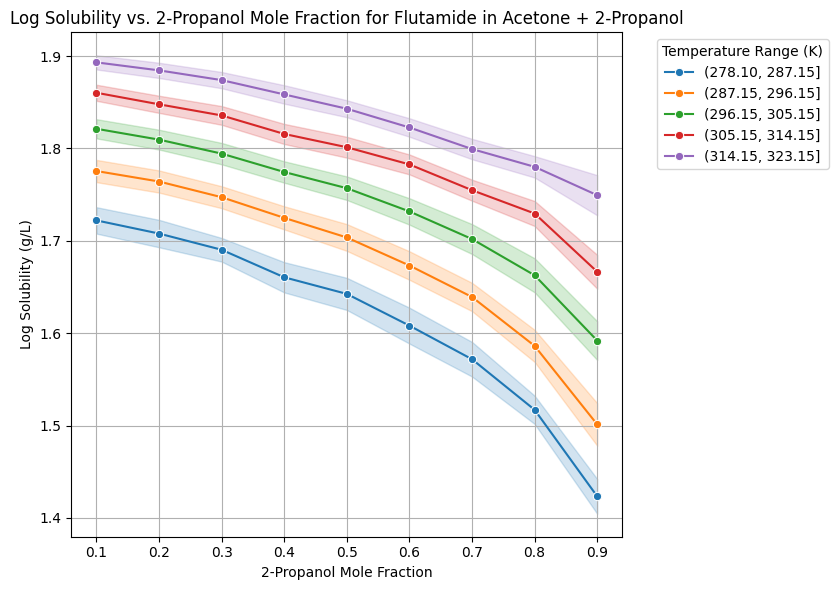 Log Solubility vs. 2-Propanol Mole Fraction for Flutamide in Acetone + 2-Propanol
Temperature Range (K)
(278.10, 287.15]
(287.15, 296.15]
(296.15, 305.15]
(305.15, 314.15]
(314.15, 323.15]
Log Solubility (g/L)
1.9
1.8
1.7
1.6
1.5
1.4
0.1 0.2 0.3 0.4 0.5 0.6 0.7 0.8 0.9
2-Propanol Mole Fraction